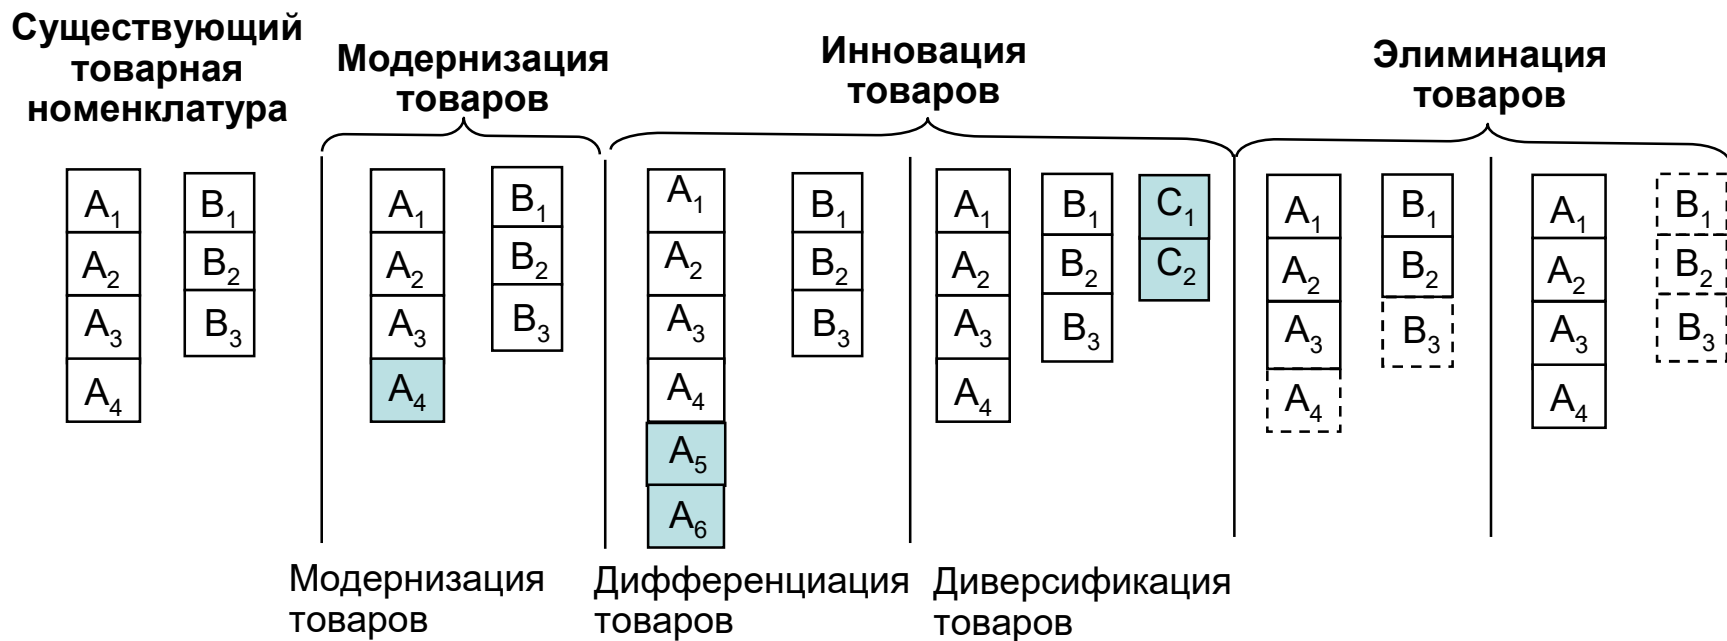 Существующий
товарная
номенклатура
Модернизация
товаров
Инновация
товаров
Элиминация
товаров
A1 B1 A1 B1 A1 B1 A1 B1 C1 A1 B1 A1 B1
A2 B2 A2 B2 A2 B2 A2 B2 C2 A2 B2 A2 B2
A3 B3 A3 B3 A3 B3 A3 B3 A3 B3 A3 B3
A4 A4 A4 A4 A4 A4
A5
A6
Модернизация
товаров
Дифференциация
товаров
Диверсификация
товаров